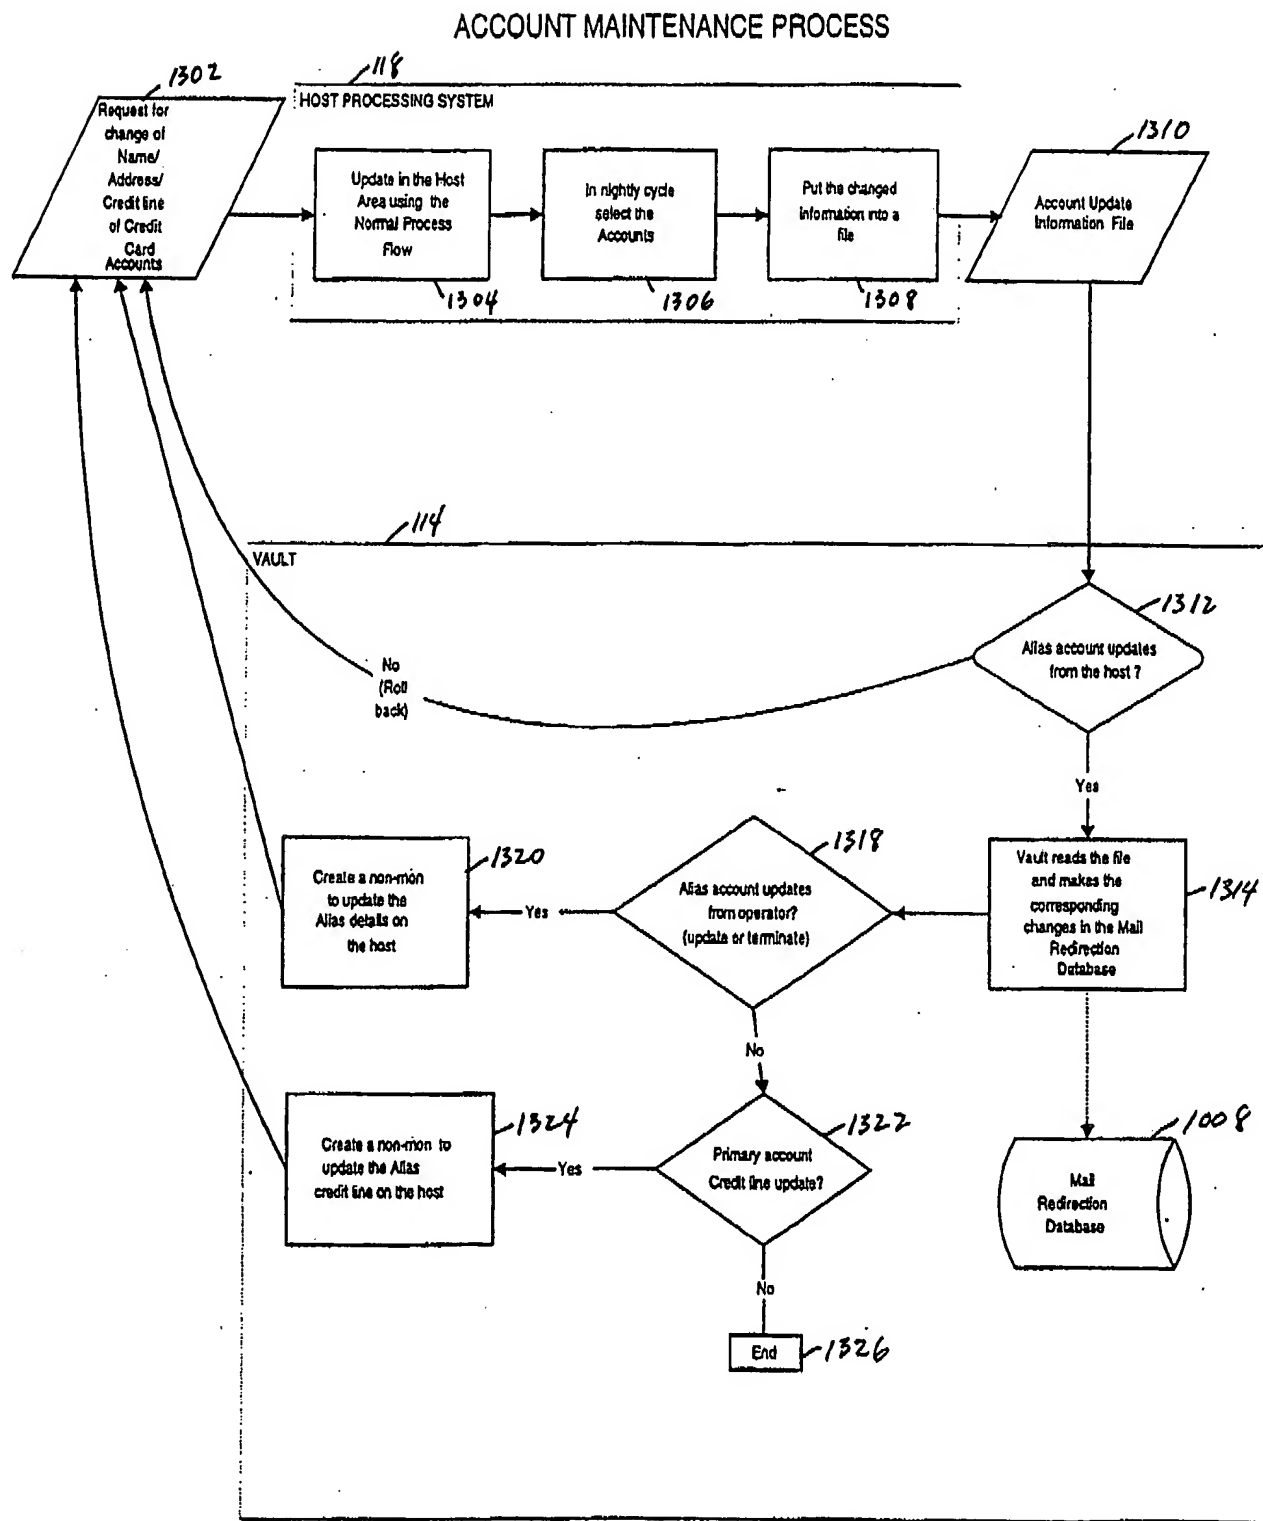 ACCOUNT MAINTENANCE PROCESS
1302
118
HOST PROCESSING SYSTEM
Request for
change of
Name/
Address/
Credit line
of Credit
Card
Accounts
Update in the Host
Area using the
Normal Process
Flow
1304
In nightly cycle
select the
Accounts
1306
Put the changed
information into a
file
1308
1310
Account Update
Information File
114
VAULT
1312
Alias account updates
from the host ?
No
(Roll
back)
Yes
1320
Create a non-mon
to update the
Alias details on
the host
Yes
1318
Alias account updates
from operator?
(update or terminate)
Vault reads the file
and makes the
corresponding
changes in the Mail
Redirection
Database
1314
No
1324
Create a non-mon to
update the Alias
credit line on the host
Yes
1322
Primary account
Credit line update?
1008
Mail
Redirection
Database
No
End
1326